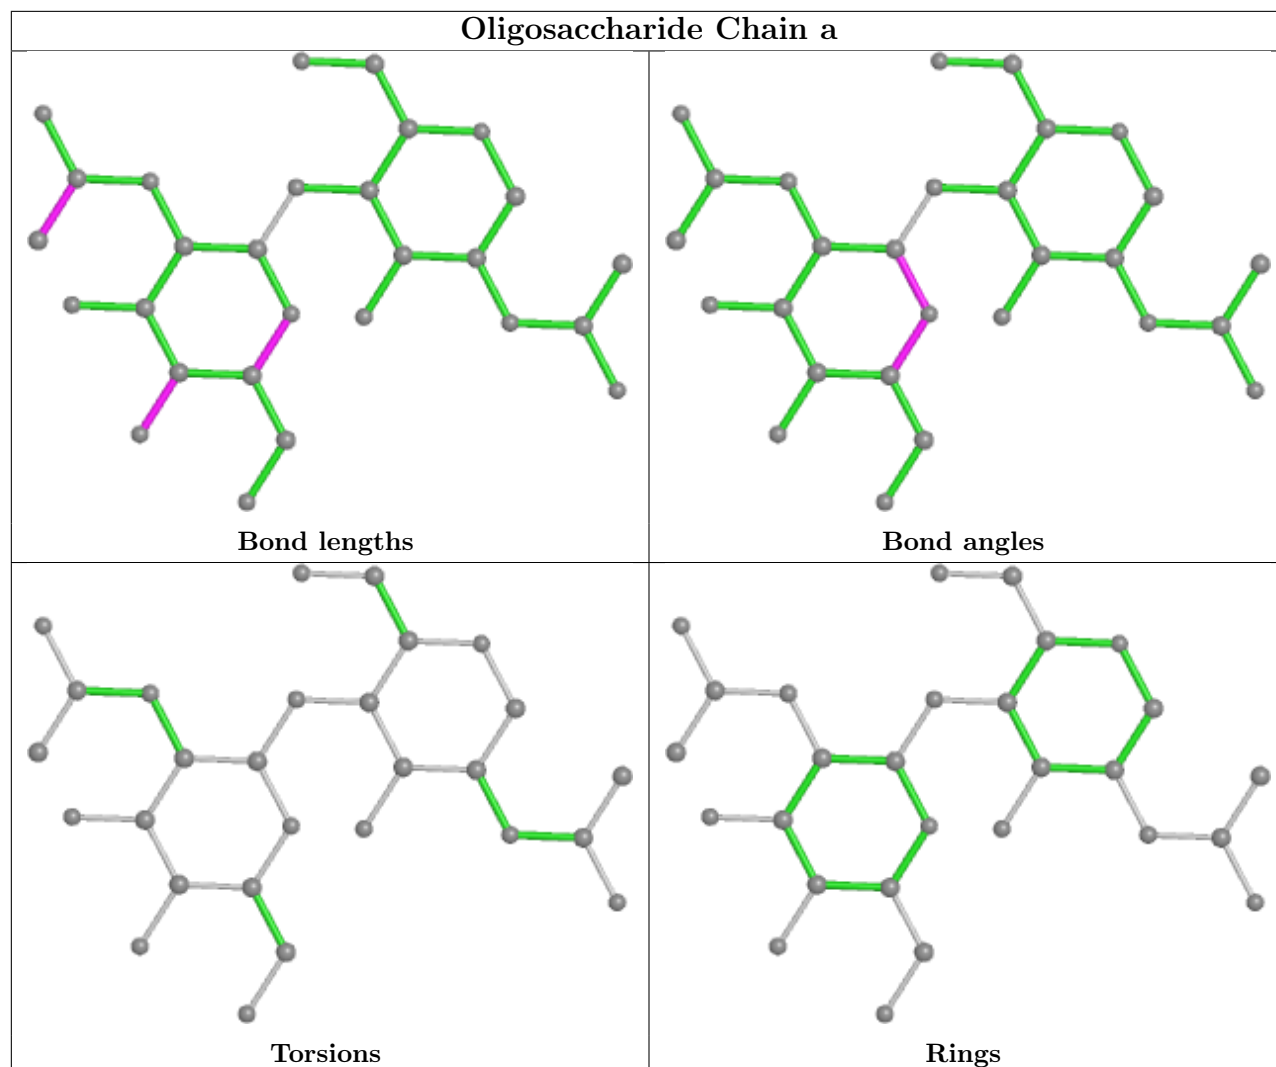 Oligosaccharide Chain a
Bond lengths
Bond angles
Torsions
Rings